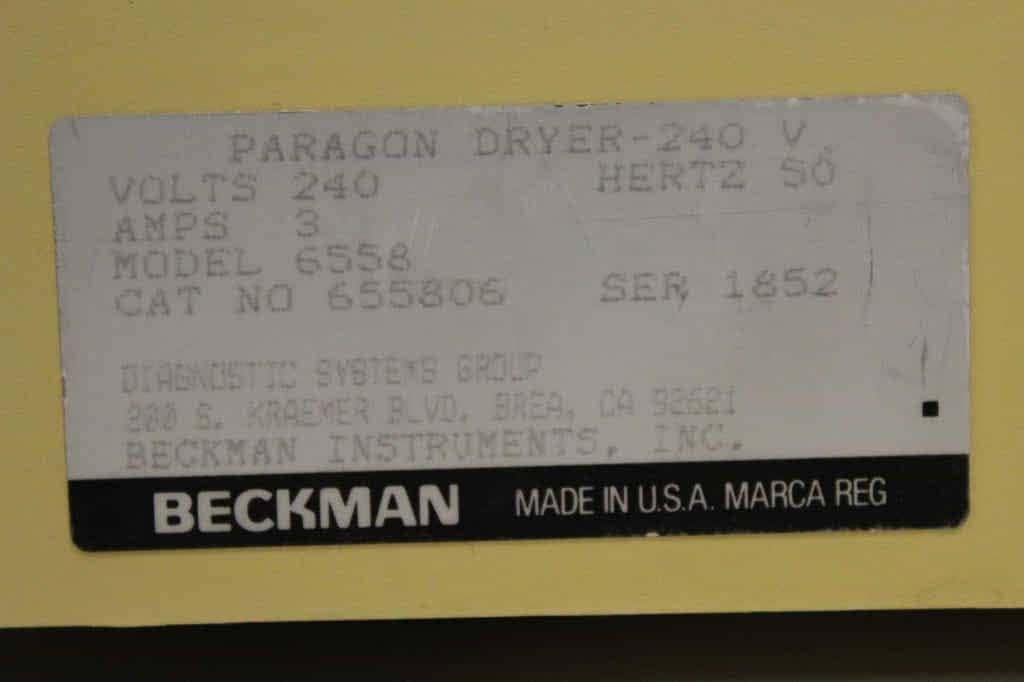 PARAGON DRYER-240 V.
VOLTS 240 HERTZ 50
AMPS 3
MODEL 6558
CAT NO 655806 SER 1852
DIAGNOSTIC SYSTEMS GROUP
200 S. KRAEMER BLVD. BREA, CA 92621
BECKMAN INSTRUMENTS, INC.
BECKMAN MADE IN U.S.A. MARCA REG